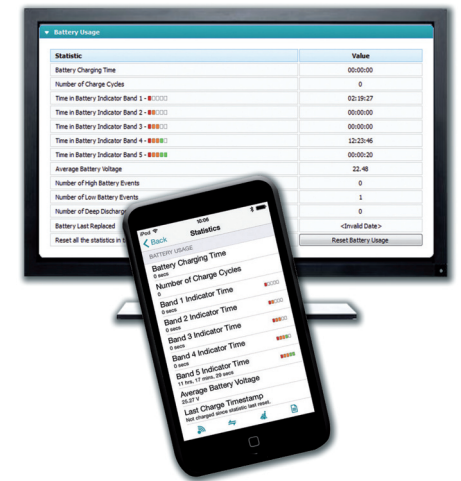 Battery Usage
Statistic Value
Battery Charging Time 00:00:00
Number of Charge Cycles 0
Time in Battery Indicator Band 1 - 02:19:27
Time in Battery Indicator Band 2 - 00:00:00
Time in Battery Indicator Band 3 - 00:00:00
Time in Battery Indicator Band 4 - 12:23:46
Time in Battery Indicator Band 5 - 00:00:20
Average Battery Voltage 22.48
Number of High Battery Events 0
Number of Low Battery Events 1
Number of Deep Discharge 0
Battery Last Replaced <Invalid Date>
Reset all the statistics in t Reset Battery Usage
iPod 10:06
Back Statistics
BATTERY USAGE
Battery Charging Time
0 secs
Number of Charge Cycles
0
Band 1 Indicator Time
0 secs
Band 2 Indicator Time
0 secs
Band 3 Indicator Time
0 secs
Band 4 Indicator Time
0 secs
Band 5 Indicator Time
11 hrs, 17 mins, 29 secs
Average Battery Voltage
25.27 V
Last Charge Timestamp
Not charged since statistic last reset.